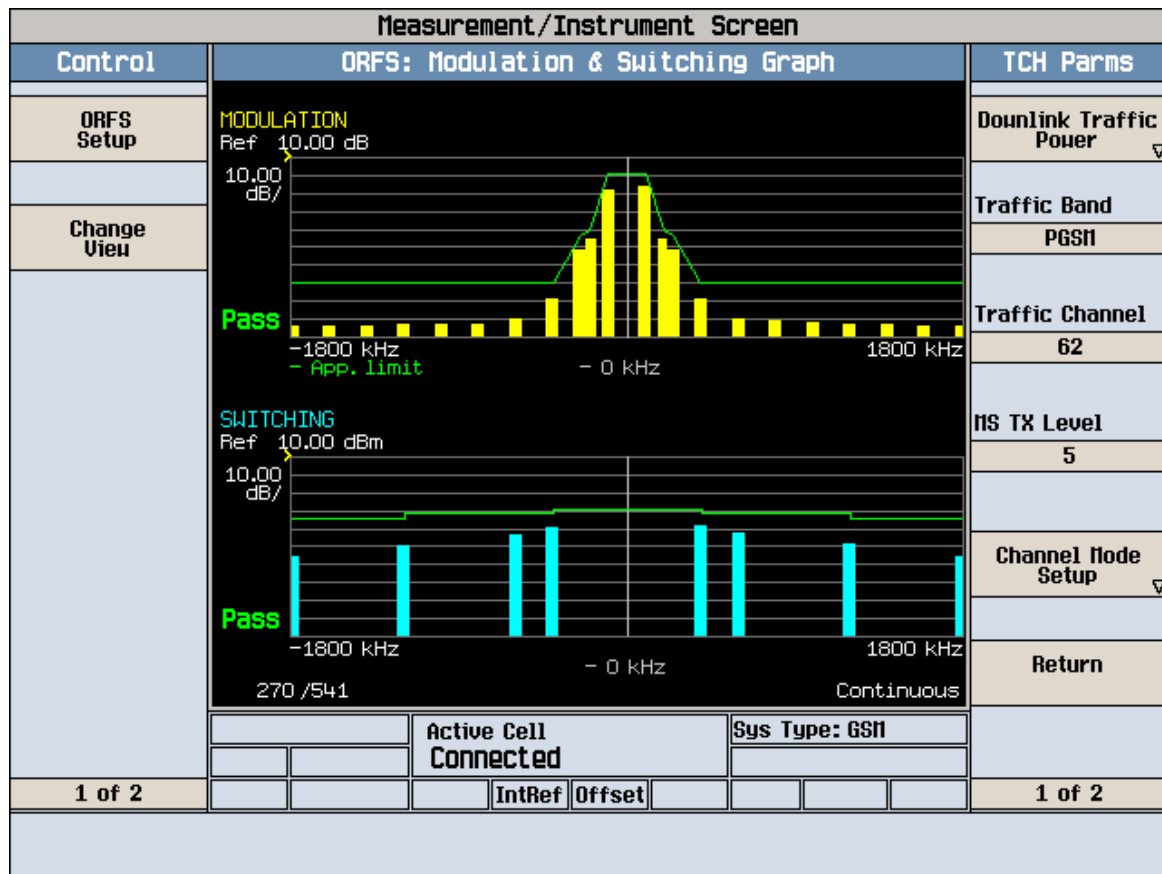 Measurement/Instrument Screen
Control
ORFS: Modulation & Switching Graph
TCH Parms
ORFS
Setup
Change
View
1 of 2
MODULATION
Ref 10.00 dB
10.00
dB/
Pass
-1800 kHz
1800 kHz
- App. limit
- 0 kHz
SWITCHING
Ref 10.00 dBm
10.00
dB/
Pass
-1800 kHz
1800 kHz
- 0 kHz
270 /541
Continuous
Active Cell
Connected
Sys Type: GSM
IntRef
Offset
Downlink Traffic
Power
Traffic Band
PGSM
Traffic Channel
62
MS TX Level
5
Channel Mode
Setup
Return
1 of 2